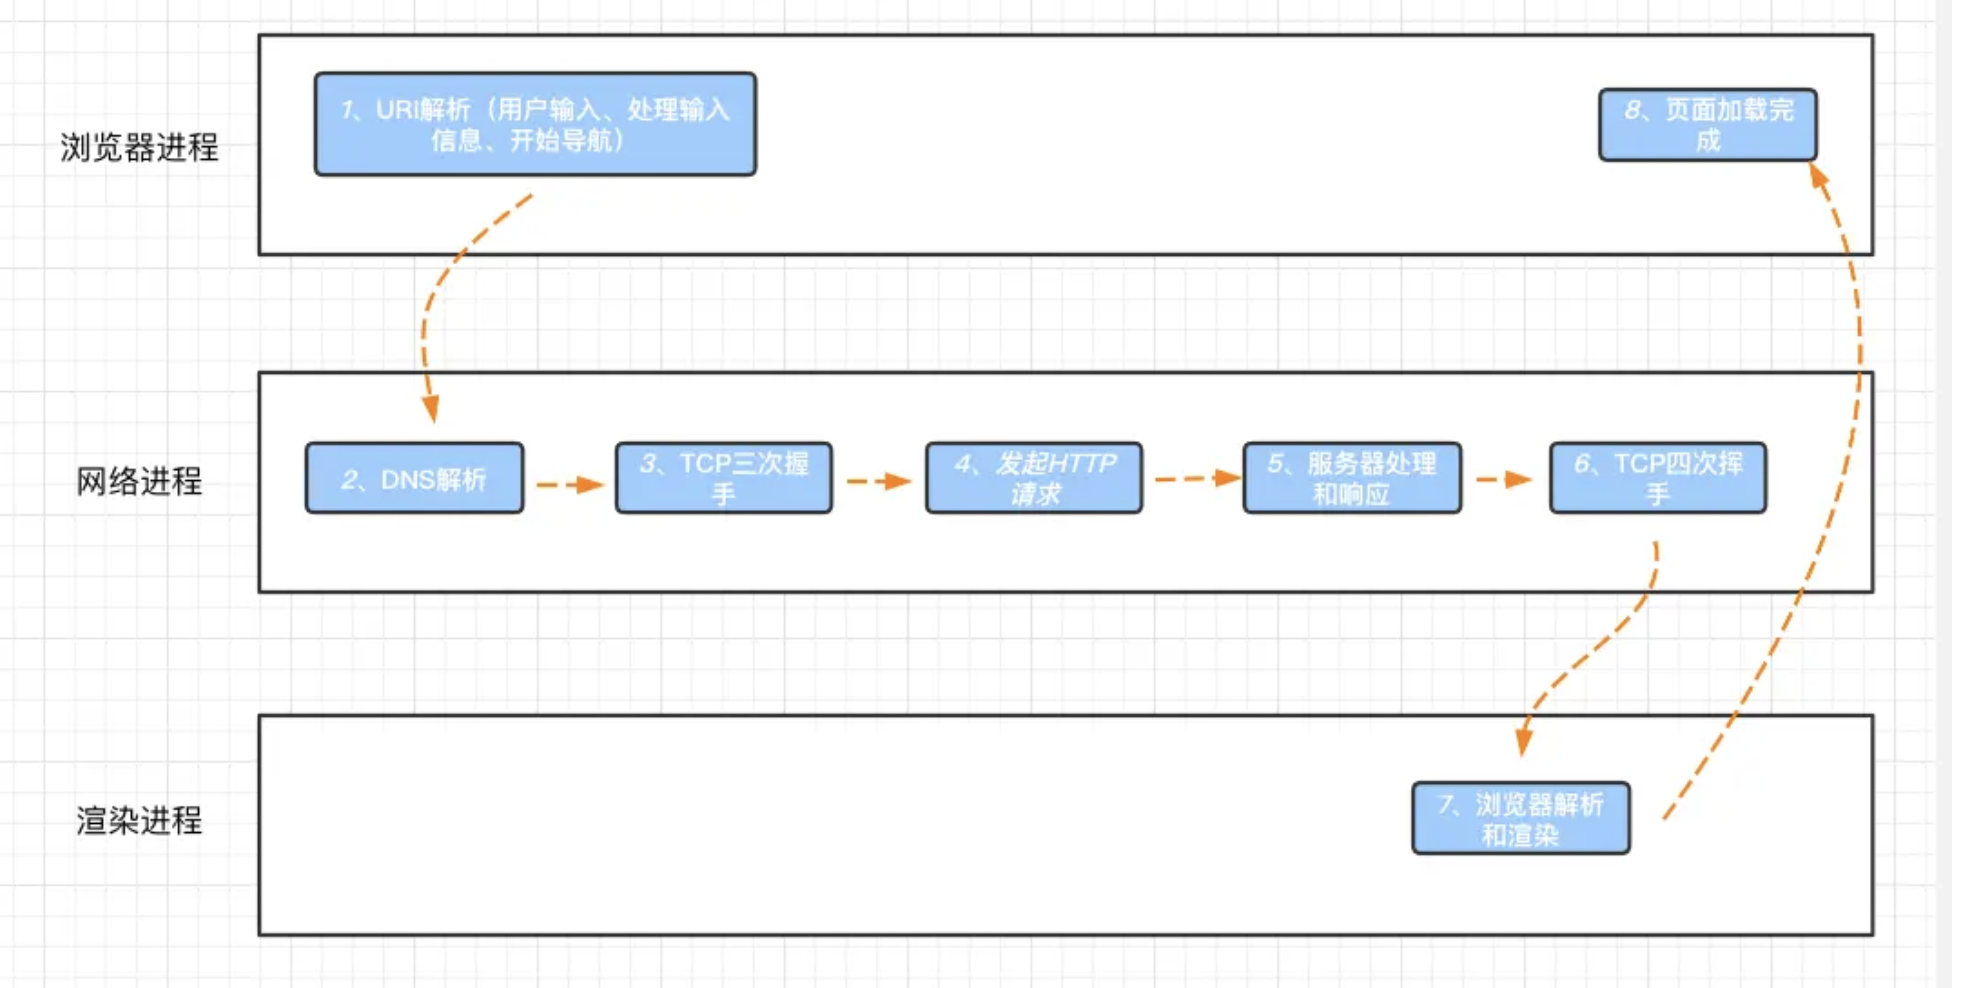 浏览器进程
1、URI解析（用户输入、处理输入
信息、开始导航）
8、页面加载完
成
网络进程
2、DNS解析
3、TCP三次握
手
4、发起HTTP
请求
5、服务器处理
和响应
6、TCP四次挥
手
渲染进程
7、浏览器解析
和渲染